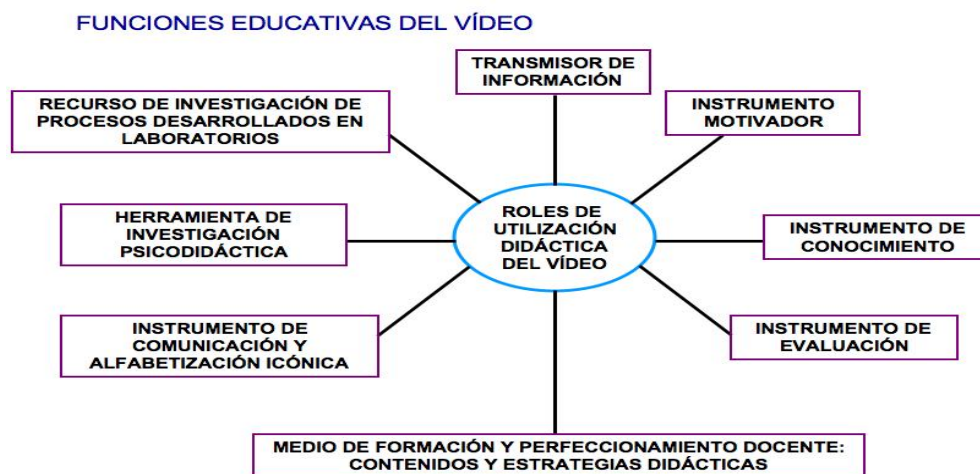 FUNCIONES EDUCATIVAS DEL VÍDEO
TRANSMISOR DE
INFORMACIÓN
RECURSO DE INVESTIGACIÓN DE
PROCESOS DESARROLLADOS EN
LABORATORIOS
INSTRUMENTO
MOTIVADOR
HERRAMIENTA DE
INVESTIGACIÓN
PSICODIDÁCTICA
ROLES DE
UTILIZACIÓN
DIDÁCTICA
DEL VÍDEO
INSTRUMENTO DE
CONOCIMIENTO
INSTRUMENTO DE
COMUNICACIÓN Y
ALFABETIZACIÓN ICÓNICA
INSTRUMENTO DE
EVALUACIÓN
MEDIO DE FORMACIÓN Y PERFECCIONAMIENTO DOCENTE:
CONTENIDOS Y ESTRATEGIAS DIDÁCTICAS